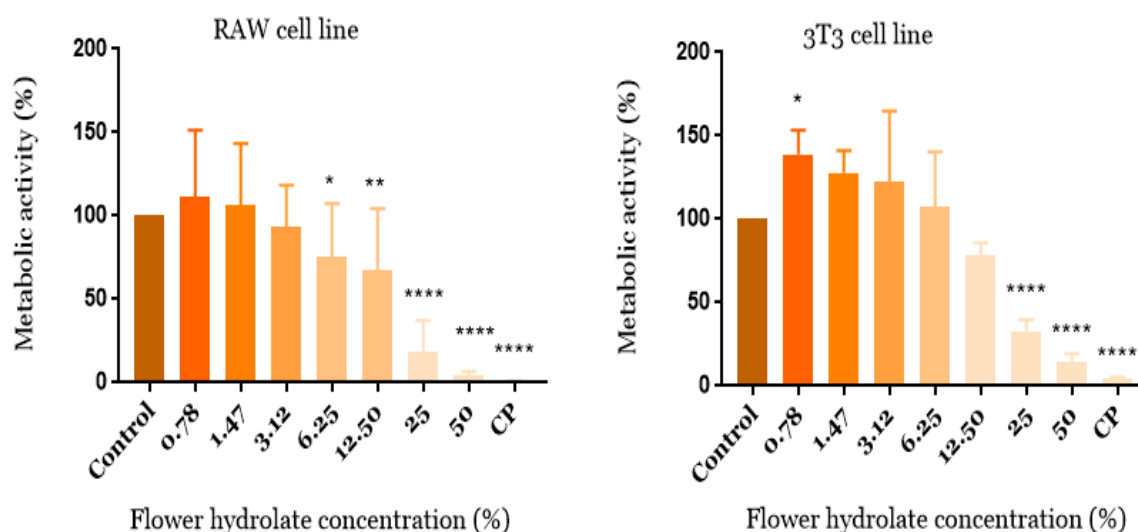 RAW cell line
Metabolic activity (%)
200
150
100
50
0
* ** **** **** ****
Control 0.78 1.47 3.12 6.25 12.50 25 50 CP
Flower hydrolate concentration (%)
3T3 cell line
Metabolic activity (%)
200
150
100
50
0
* **** **** ****
Control 0.78 1.47 3.12 6.25 12.50 25 50 CP
Flower hydrolate concentration (%)